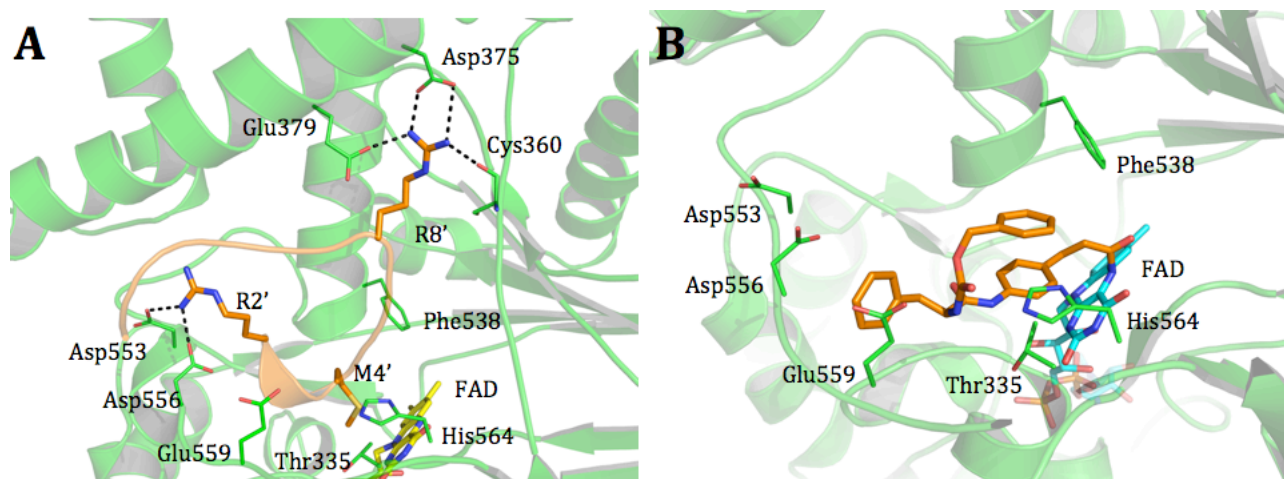 A
Asp375
Glu379
Cys360
R8’
R2’
Phe538
Asp553
M4’
FAD
Asp556
His564
Glu559
Thr335
B
Phe538
Asp553
Asp556
FAD
His564
Glu559
Thr335